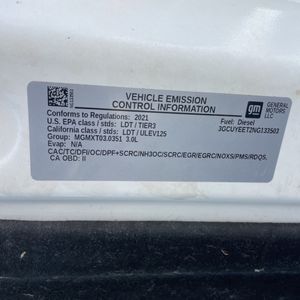 VEHICLE EMISSION
CONTROL INFORMATION
gm
GENERAL
MOTORS
LLC
Conforms to Regulations: 2021
U.S. EPA class / stds: LDT / TIER3
California class / stds: LDT / ULEV125
Group: MGMXT03.0351 3.0L
Evap: N/A
Fuel: Diesel
3GCUYEET2NG133503
CAC/TC/DFI/OC/DPF+SCRC/NH3OC/SCRC/EGR/EGRC/NOXS/PMS/RDQS.
CA OBD: II